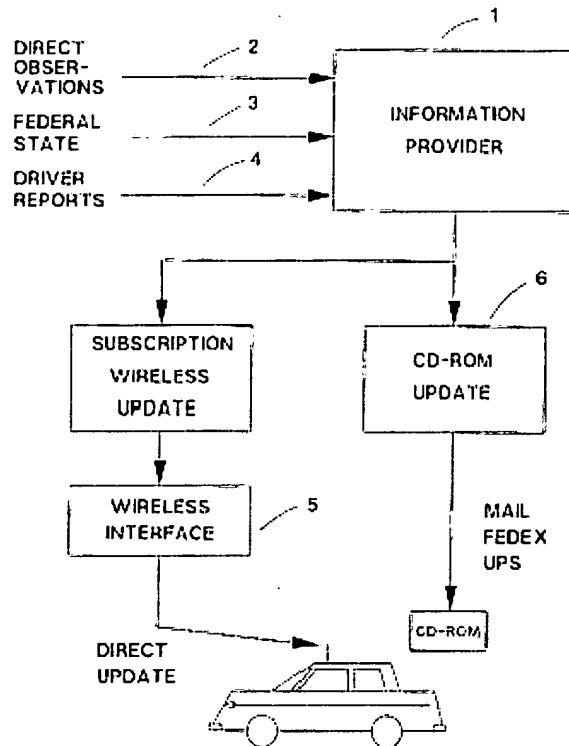 1
DIRECT
OBSER-
VATIONS
2
FEDERAL
STATE
3
DRIVER
REPORTS
4
INFORMATION
PROVIDER
SUBSCRIPTION
WIRELESS
UPDATE
6
CD-ROM
UPDATE
WIRELESS
INTERFACE
5
MAIL
FEDEX
UPS
CD-ROM
DIRECT
UPDATE